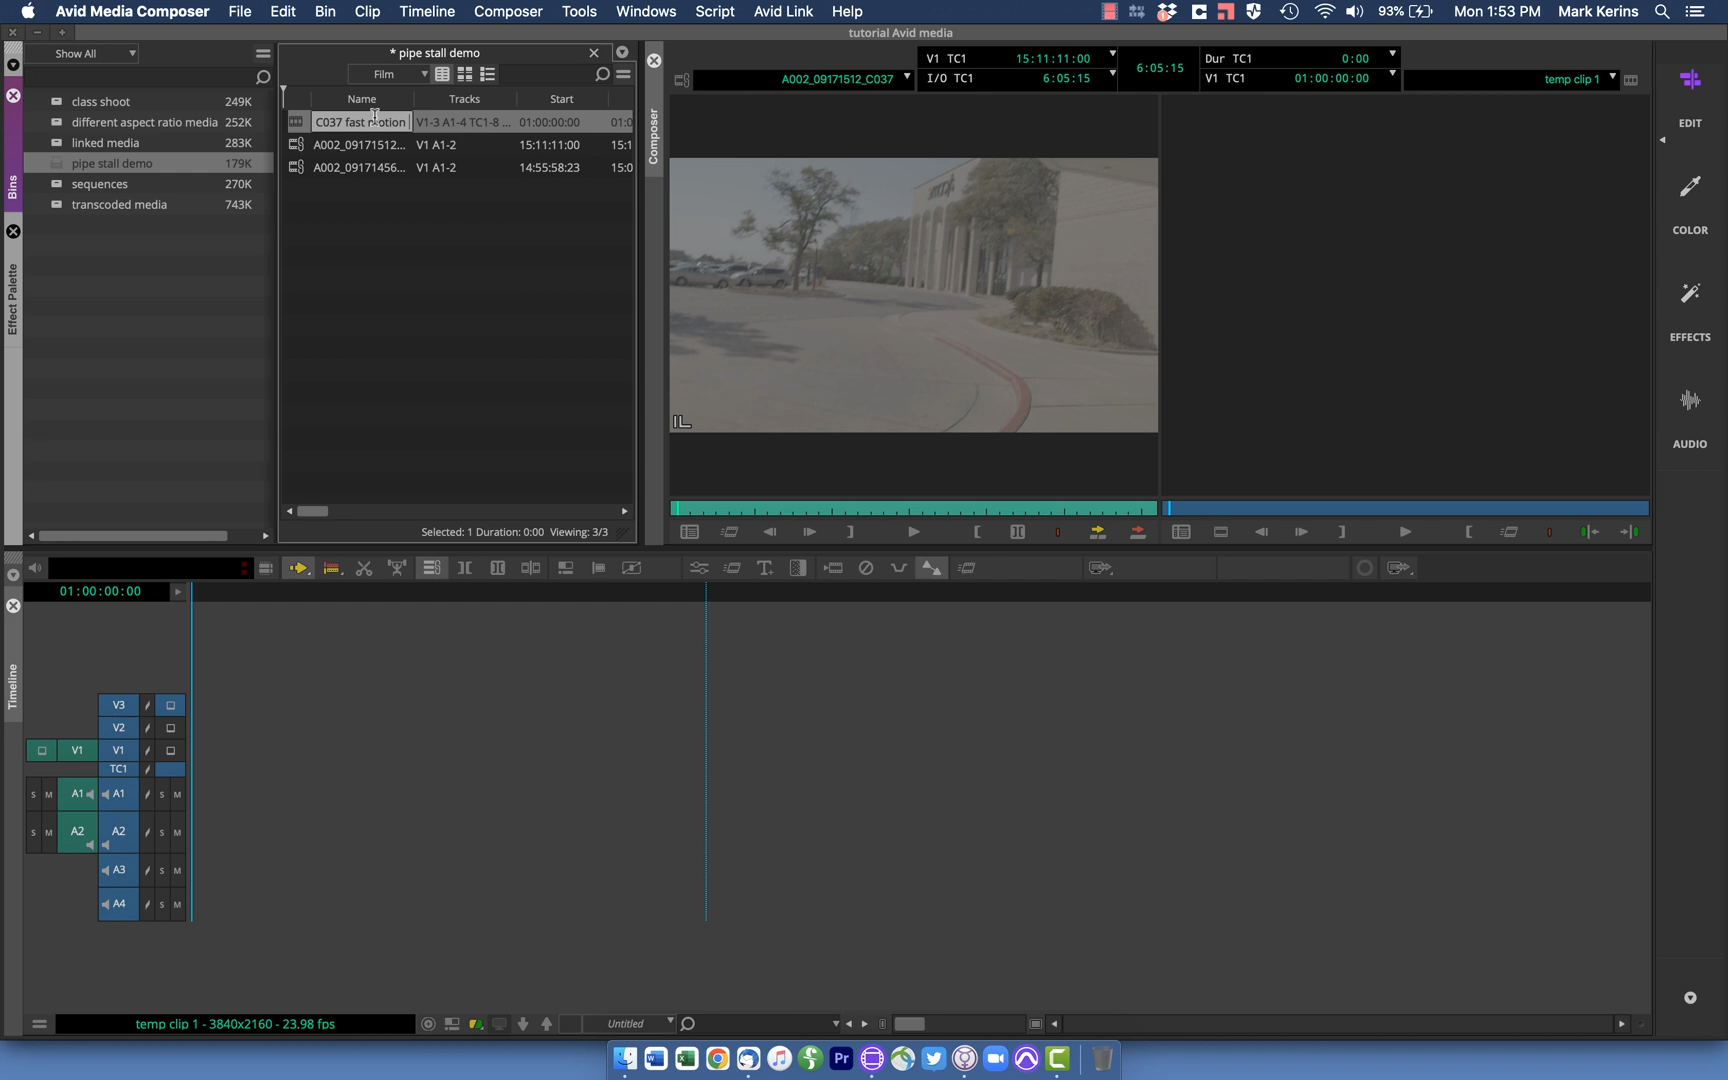 Avid Media Composer File Edit Bin Clip Timeline Composer Tools Windows Script Avid Link Help 93% Mon 1:53 PM Mark Kerins
tutorial Avid media
Show All
class shoot 249K
different aspect ratio media 252K
linked media 283K
pipe stall demo 179K
sequences 270K
transcoded media 743K
Bins
Effect Palette
* pipe stall demo
Film
Name Tracks Start
C037 fast motion V1-3 A1-4 TC1-8 ... 01:00:00:00 01:0
A002_09171512... V1 A1-2 15:11:11:00 15:1
A002_09171456... V1 A1-2 14:55:58:23 15:0
Selected: 1 Duration: 0:00 Viewing: 3/3
Composer
A002_09171512_C037
V1 TC1 15:11:11:00
I/O TC1 6:05:15
6:05:15
Dur TC1 0:00
V1 TC1 01:00:00:00
temp clip 1
EDIT
COLOR
EFFECTS
AUDIO
Timeline
01:00:00:00
V3
V2
V1 V1
TC1
S M A1 A1 S M
S M A2 A2 S M
A3 S M
A4 S M
temp clip 1 - 3840x2160 - 23.98 fps
Untitled
Pr